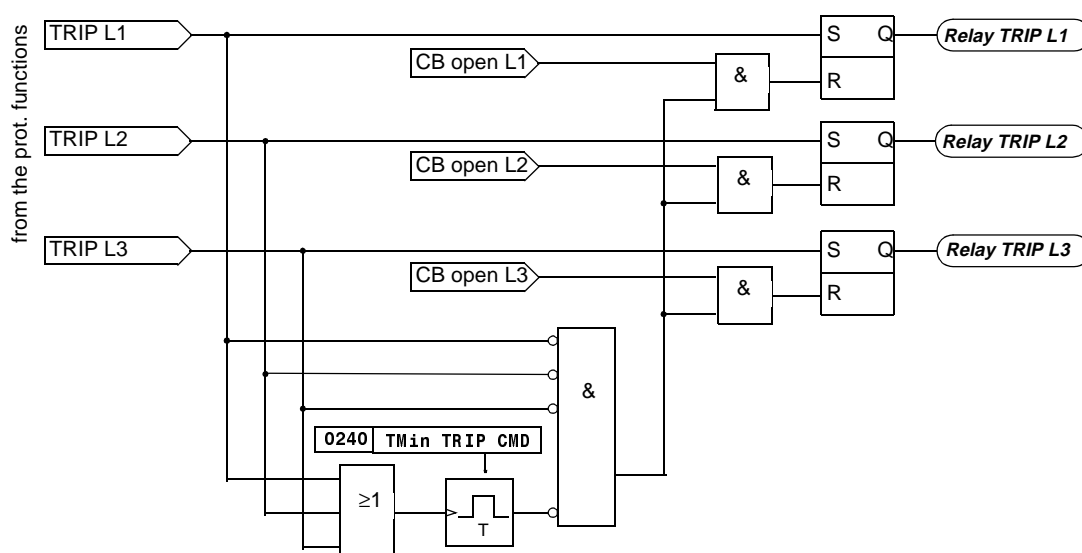 from the prot. functions
TRIP L1
S Q
Relay TRIP L1
CB open L1
&
R
TRIP L2
S Q
Relay TRIP L2
CB open L2
&
R
TRIP L3
S Q
Relay TRIP L3
CB open L3
&
R
&
0240 TMin TRIP CMD
≥1
T